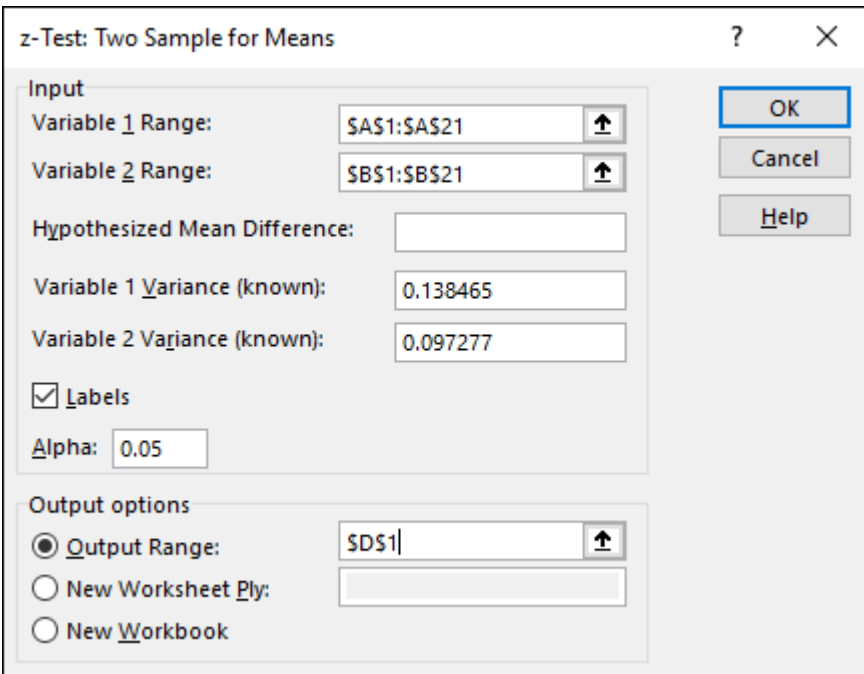 z-Test: Two Sample for Means ?
Input
Variable 1 Range: $A$1:$A$21
Variable 2 Range: $B$1:$B$21
Hypothesized Mean Difference:
Variable 1 Variance (known): 0.138465
Variable 2 Variance (known): 0.097277
Labels
Alpha: 0.05
OK
Cancel
Help
Output options
Output Range: $D$1
New Worksheet Ply:
New Workbook